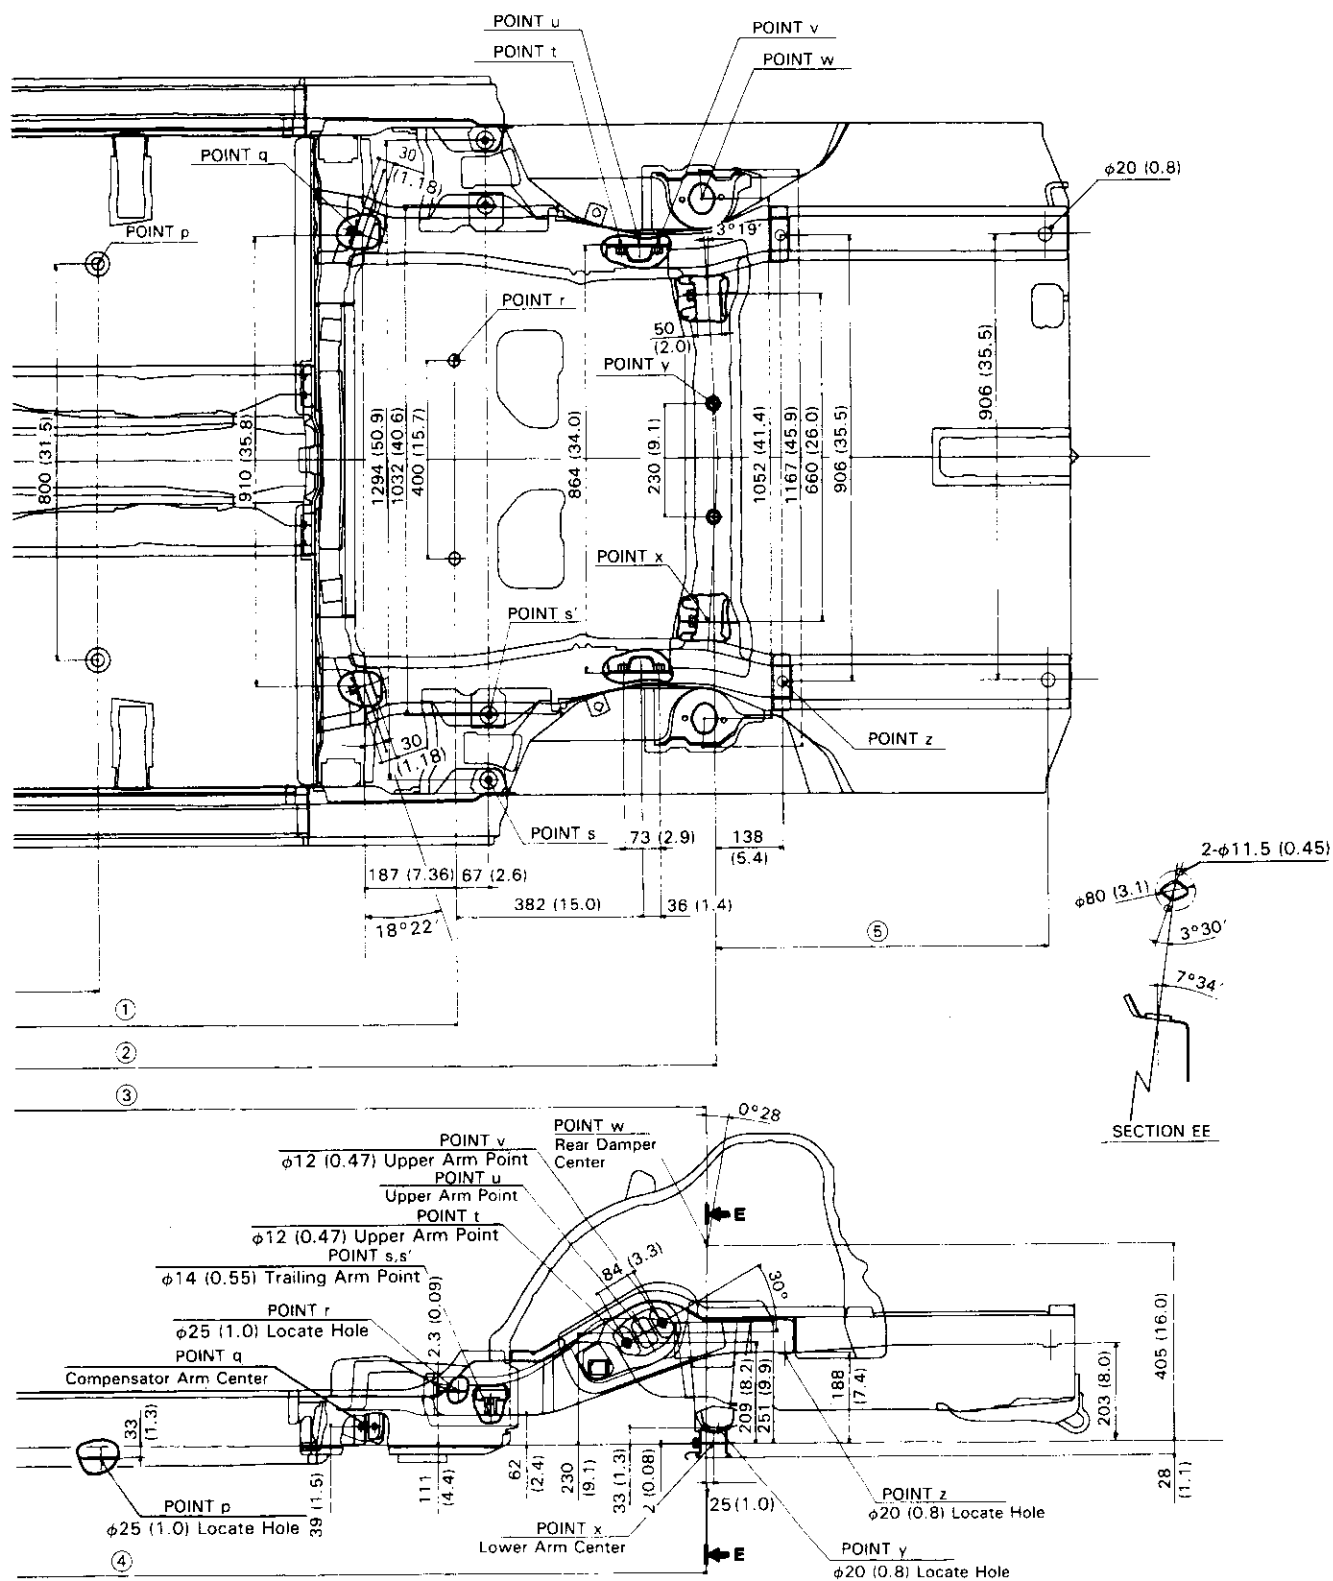 POINT u
POINT v
POINT t
POINT w
POINT q
30
(1.18)
φ20 (0.8)
POINT p
3°19′
POINT r
50
(2.0)
POINT y
800 (31.5)
910 (35.8)
1294 (50.9)
1032 (40.6)
400 (15.7)
864 (34.0)
230 (9.1)
1052 (41.4)
1167 (45.9)
660 (26.0)
906 (35.5)
906 (35.5)
POINT x
POINT s′
30
(1.18)
POINT z
POINT s
73 (2.9)
138
(5.4)
187 (7.36)
67 (2.6)
382 (15.0)
36 (1.4)
18°22′
5
2-φ11.5 (0.45)
φ80 (3.1)
3°30′
7°34′
SECTION EE
1
2
3
0°28
POINT w
Rear Damper
Center
POINT v
φ12 (0.47) Upper Arm Point
POINT u
Upper Arm Point
POINT t
φ12 (0.47) Upper Arm Point
POINT s,s′
φ14 (0.55) Trailing Arm Point
POINT r
φ25 (1.0) Locate Hole
POINT q
Compensator Arm Center
E
84 (3.3)
30°
2.3 (0.09)
405 (16.0)
209 (8.2)
251 (9.9)
188
(7.4)
203 (8.0)
33
(1.3)
39 (1.5)
111
(4.4)
62
(2.4)
230
(9.1)
33 (1.3)
2 (0.08)
25 (1.0)
28
(1.1)
POINT p
φ25 (1.0) Locate Hole
POINT z
φ20 (0.8) Locate Hole
POINT x
Lower Arm Center
E
POINT y
φ20 (0.8) Locate Hole
4